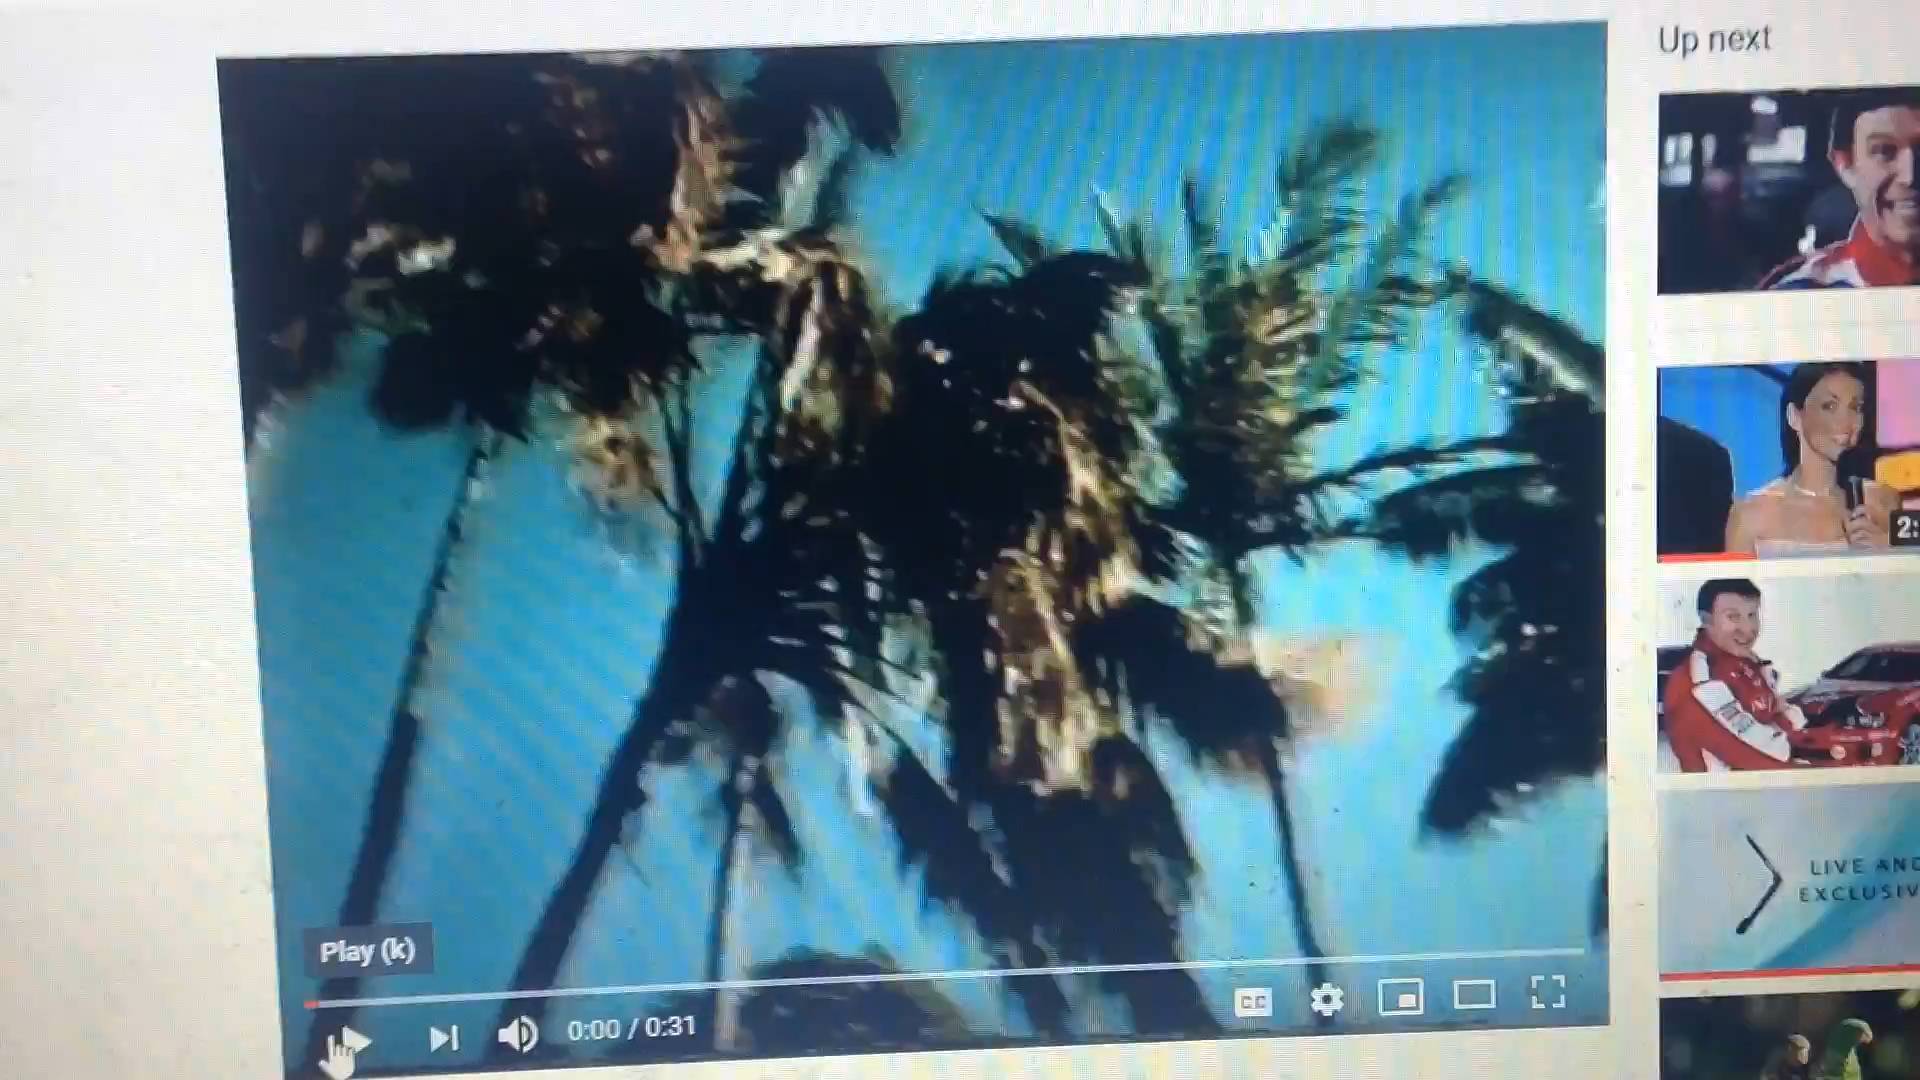 Up next
2:
LIVE AND
EXCLUSIV
Play (k)
0:00 / 0:31
CC